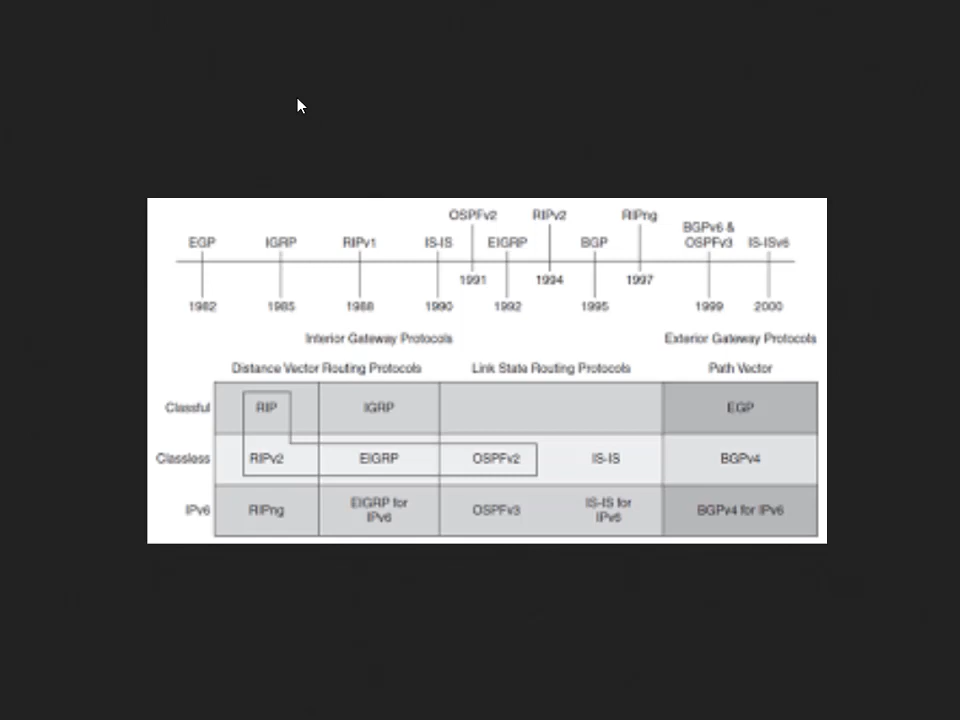 OSPFv2 RIPv2 RIPng
BGPv6 &
EGP IGRP RIPv1 IS-IS EIGRP BGP OSPFv3 IS-ISv6
1991 1994 1997
1982 1985 1988 1990 1992 1995 1999 2000
Interior Gateway Protocols Exterior Gateway Protocols
Distance Vector Routing Protocols Link State Routing Protocols Path Vector
Classful RIP IGRP EGP
Classless RIPv2 EIGRP OSPFv2 IS-IS BGPv4
IPv6 RIPng EIGRP for IPv6 OSPFv3 IS-IS for IPv6 BGPv4 for IPv6